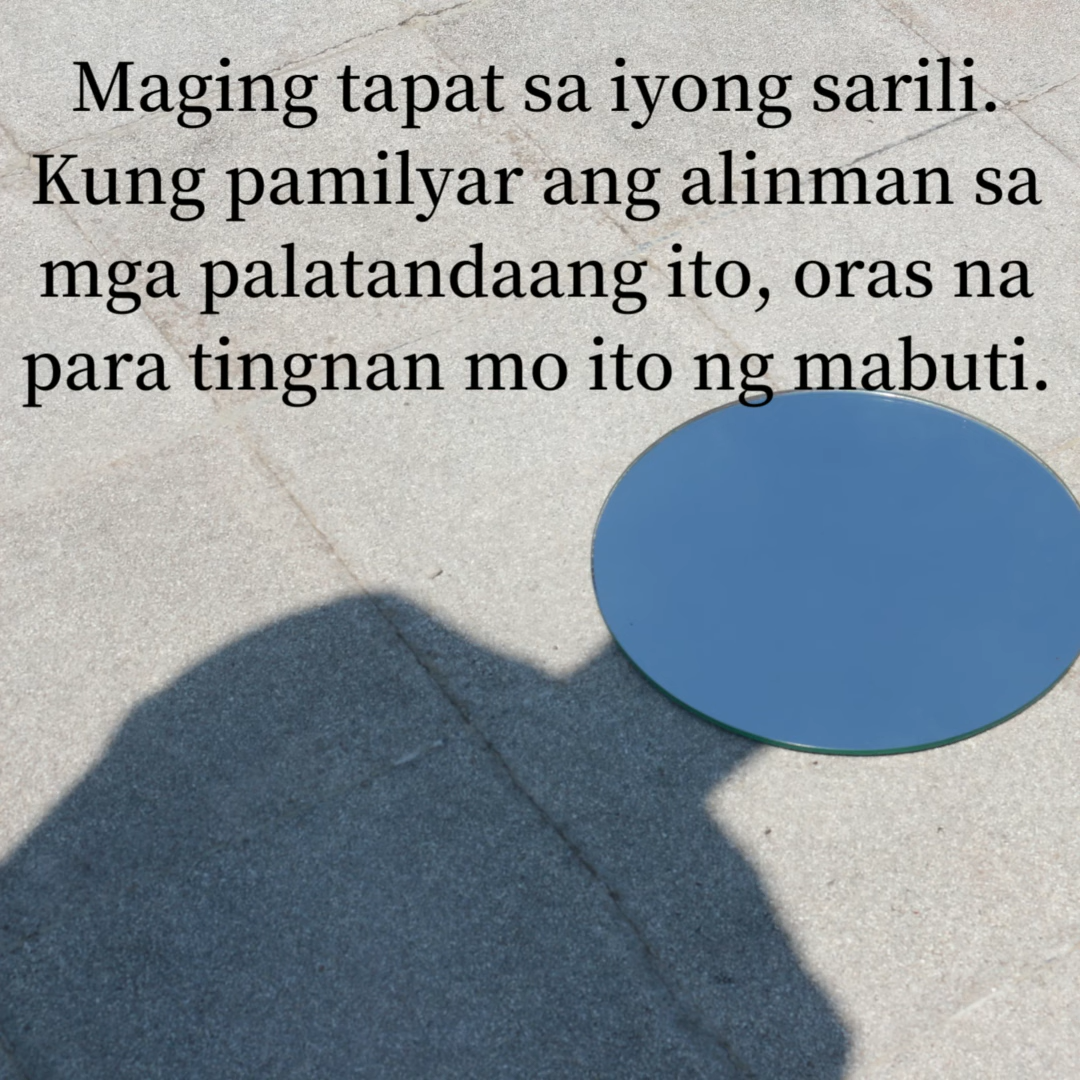 Maging tapat sa iyong sarili.
Kung pamilyar ang alinman sa
mga palatandaang ito, oras na
para tingnan mo ito ng mabuti.